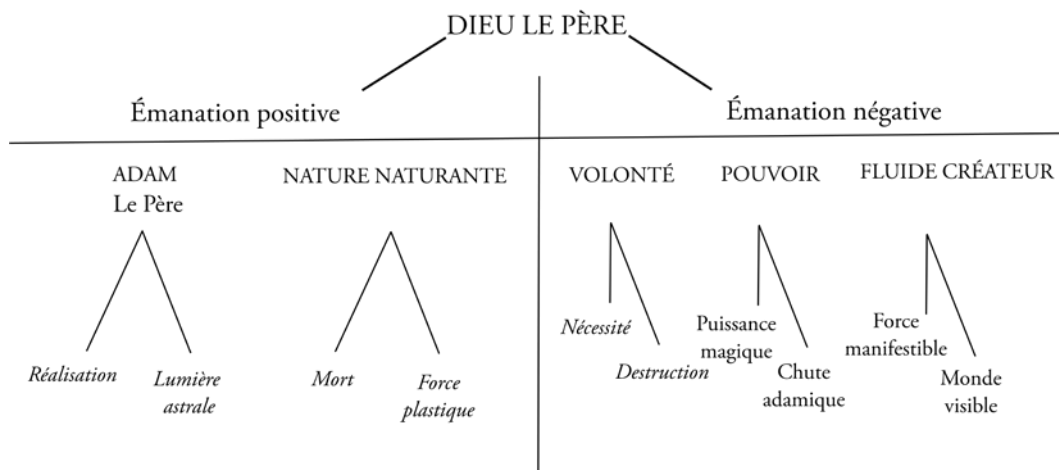 DIEU LE PÈRE
Émanation positive
Émanation négative
ADAM
Le Père
NATURE NATURANTE
VOLONTÉ
POUVOIR
FLUIDE CRÉATEUR
Réalisation
Lumière
astrale
Mort
Force
plastique
Nécessité
Destruction
Puissance
magique
Chute
adamique
Force
manifestible
Monde
visible